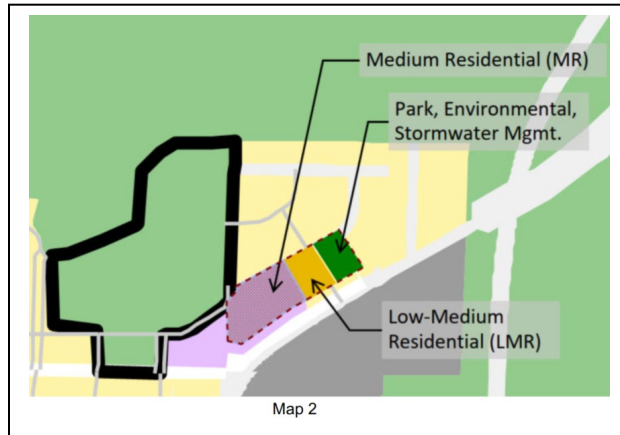 Medium Residential (MR)
Park, Environmental,
Stormwater Mgmt.
Low-Medium
Residential (LMR)
Map 2